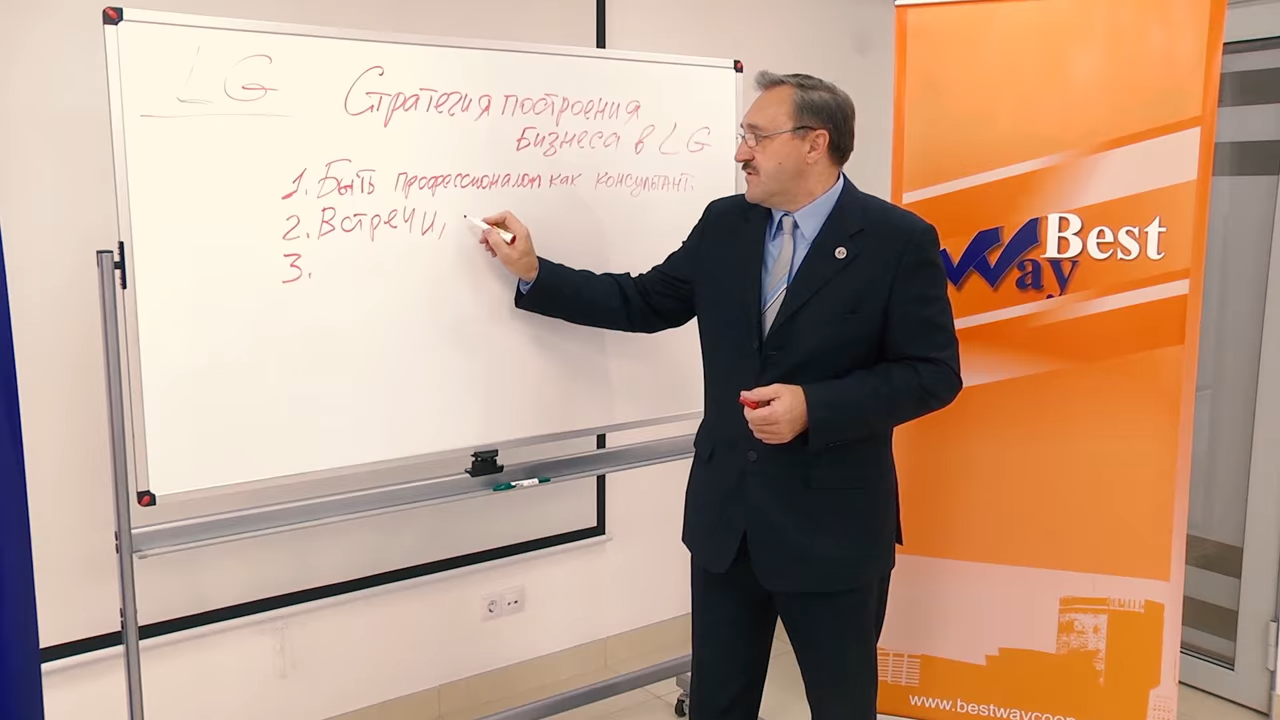 LG
Стратегия построения
бизнеса в LG
1. Быть профессионалом как консультант.
2. Встречи,
3.
Best
Way
www.bestwaycoop